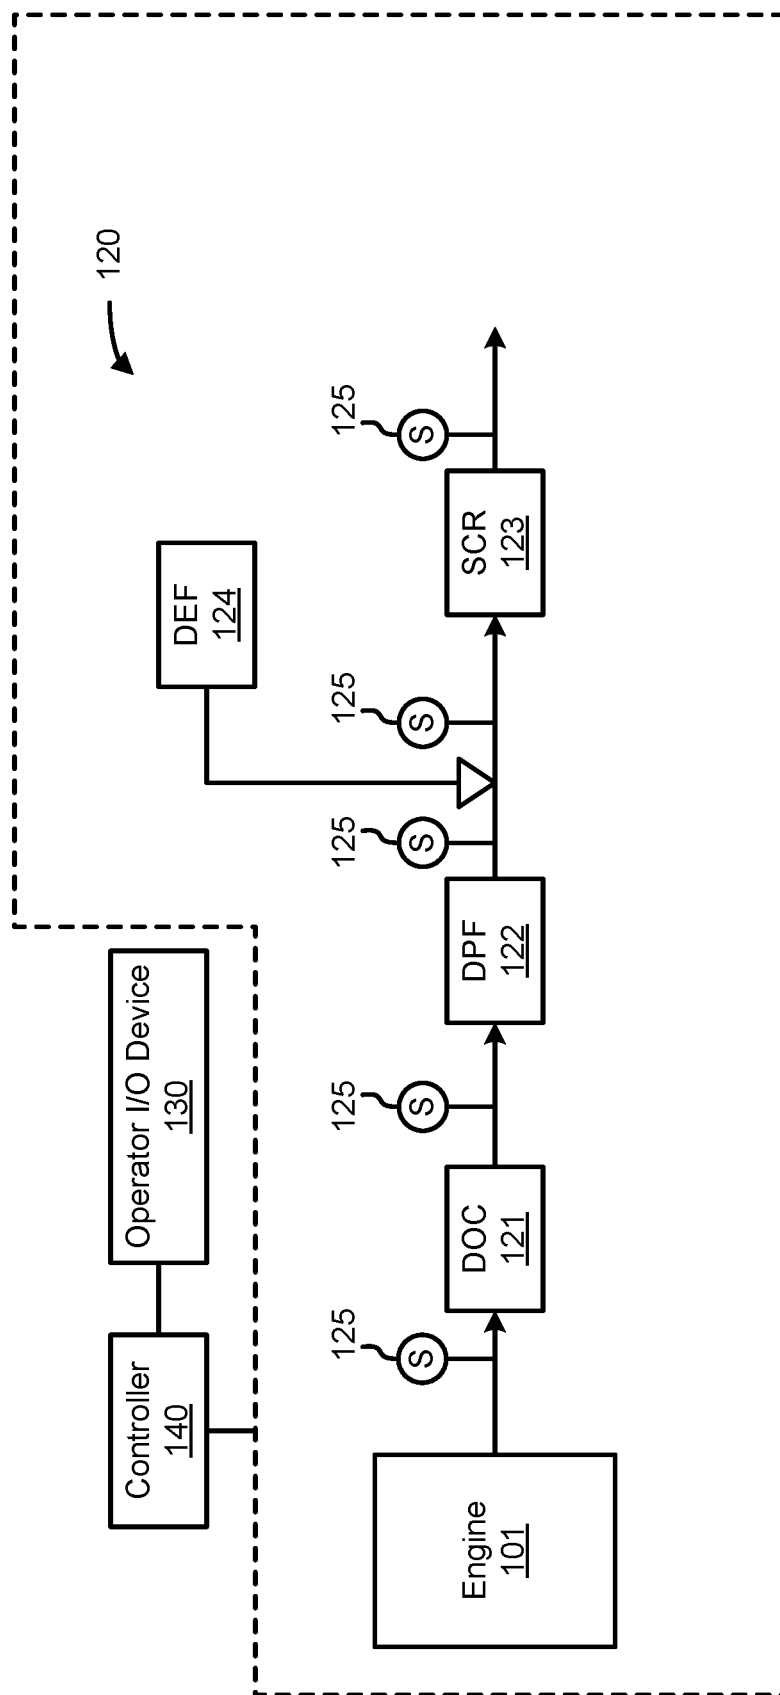 120
Controller
140
Operator I/O Device
130
DEF
124
125
S
125
S
125
S
125
S
125
S
Engine
101
DOC
121
DPF
122
SCR
123